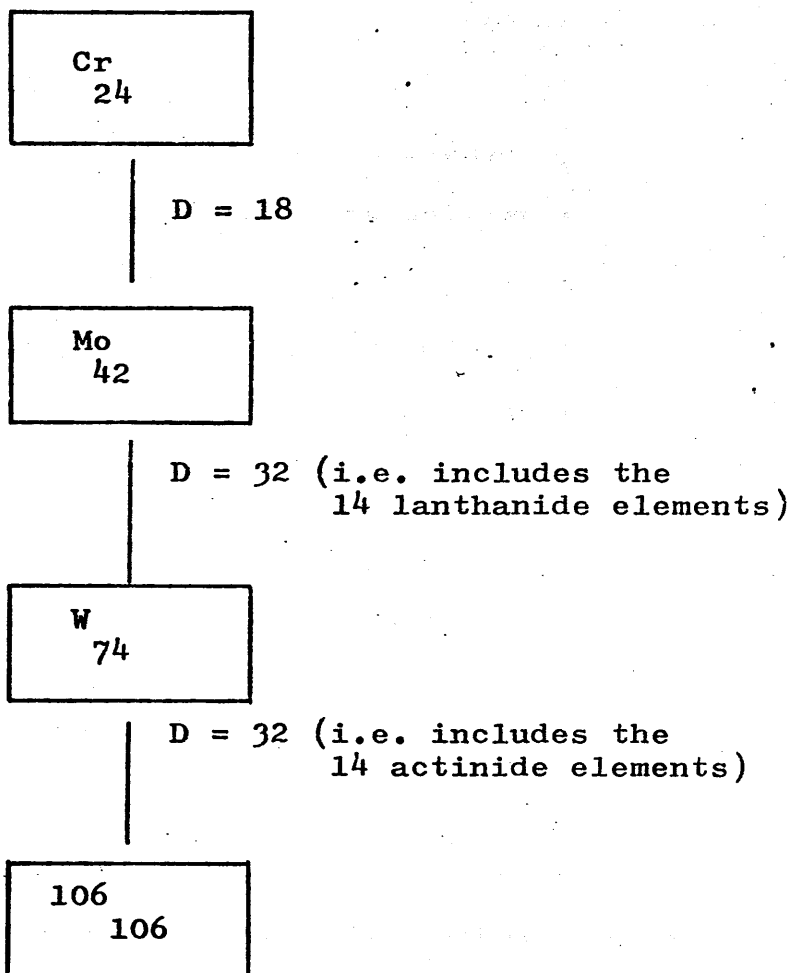 Cr
24
D = 18
Mo
42
D = 32 (i.e. includes the
14 lanthanide elements)
W
74
D = 32 (i.e. includes the
14 actinide elements)
106
106